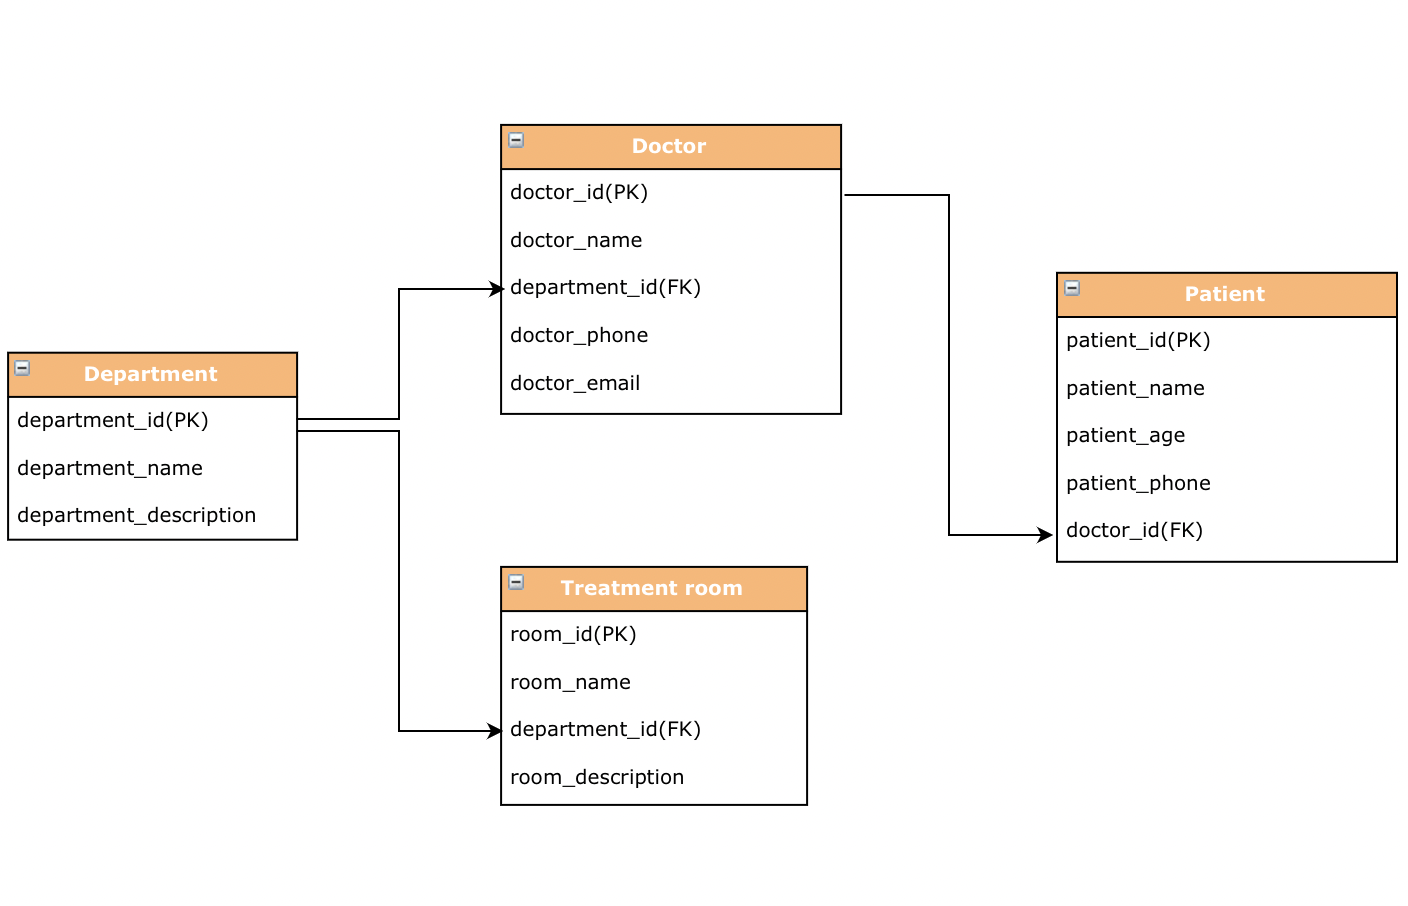 Doctor
doctor_id(PK)
doctor_name
department_id(FK)
doctor_phone
doctor_email
Patient
patient_id(PK)
patient_name
patient_age
patient_phone
doctor_id(FK)
Department
department_id(PK)
department_name
department_description
Treatment room
room_id(PK)
room_name
department_id(FK)
room_description